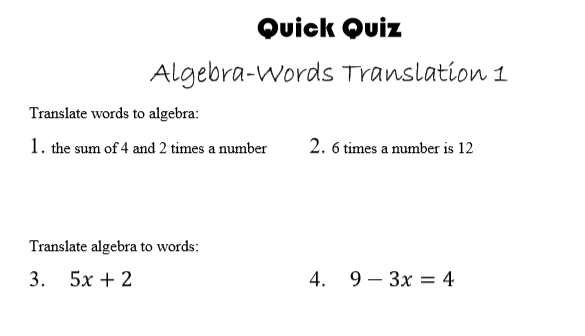 Quick Quiz
Algebra-Words Translation 1
Translate words to algebra:
1. the sum of 4 and 2 times a number 2. 6 times a number is 12
Translate algebra to words:
3. 5x + 2 4. 9 – 3x = 4